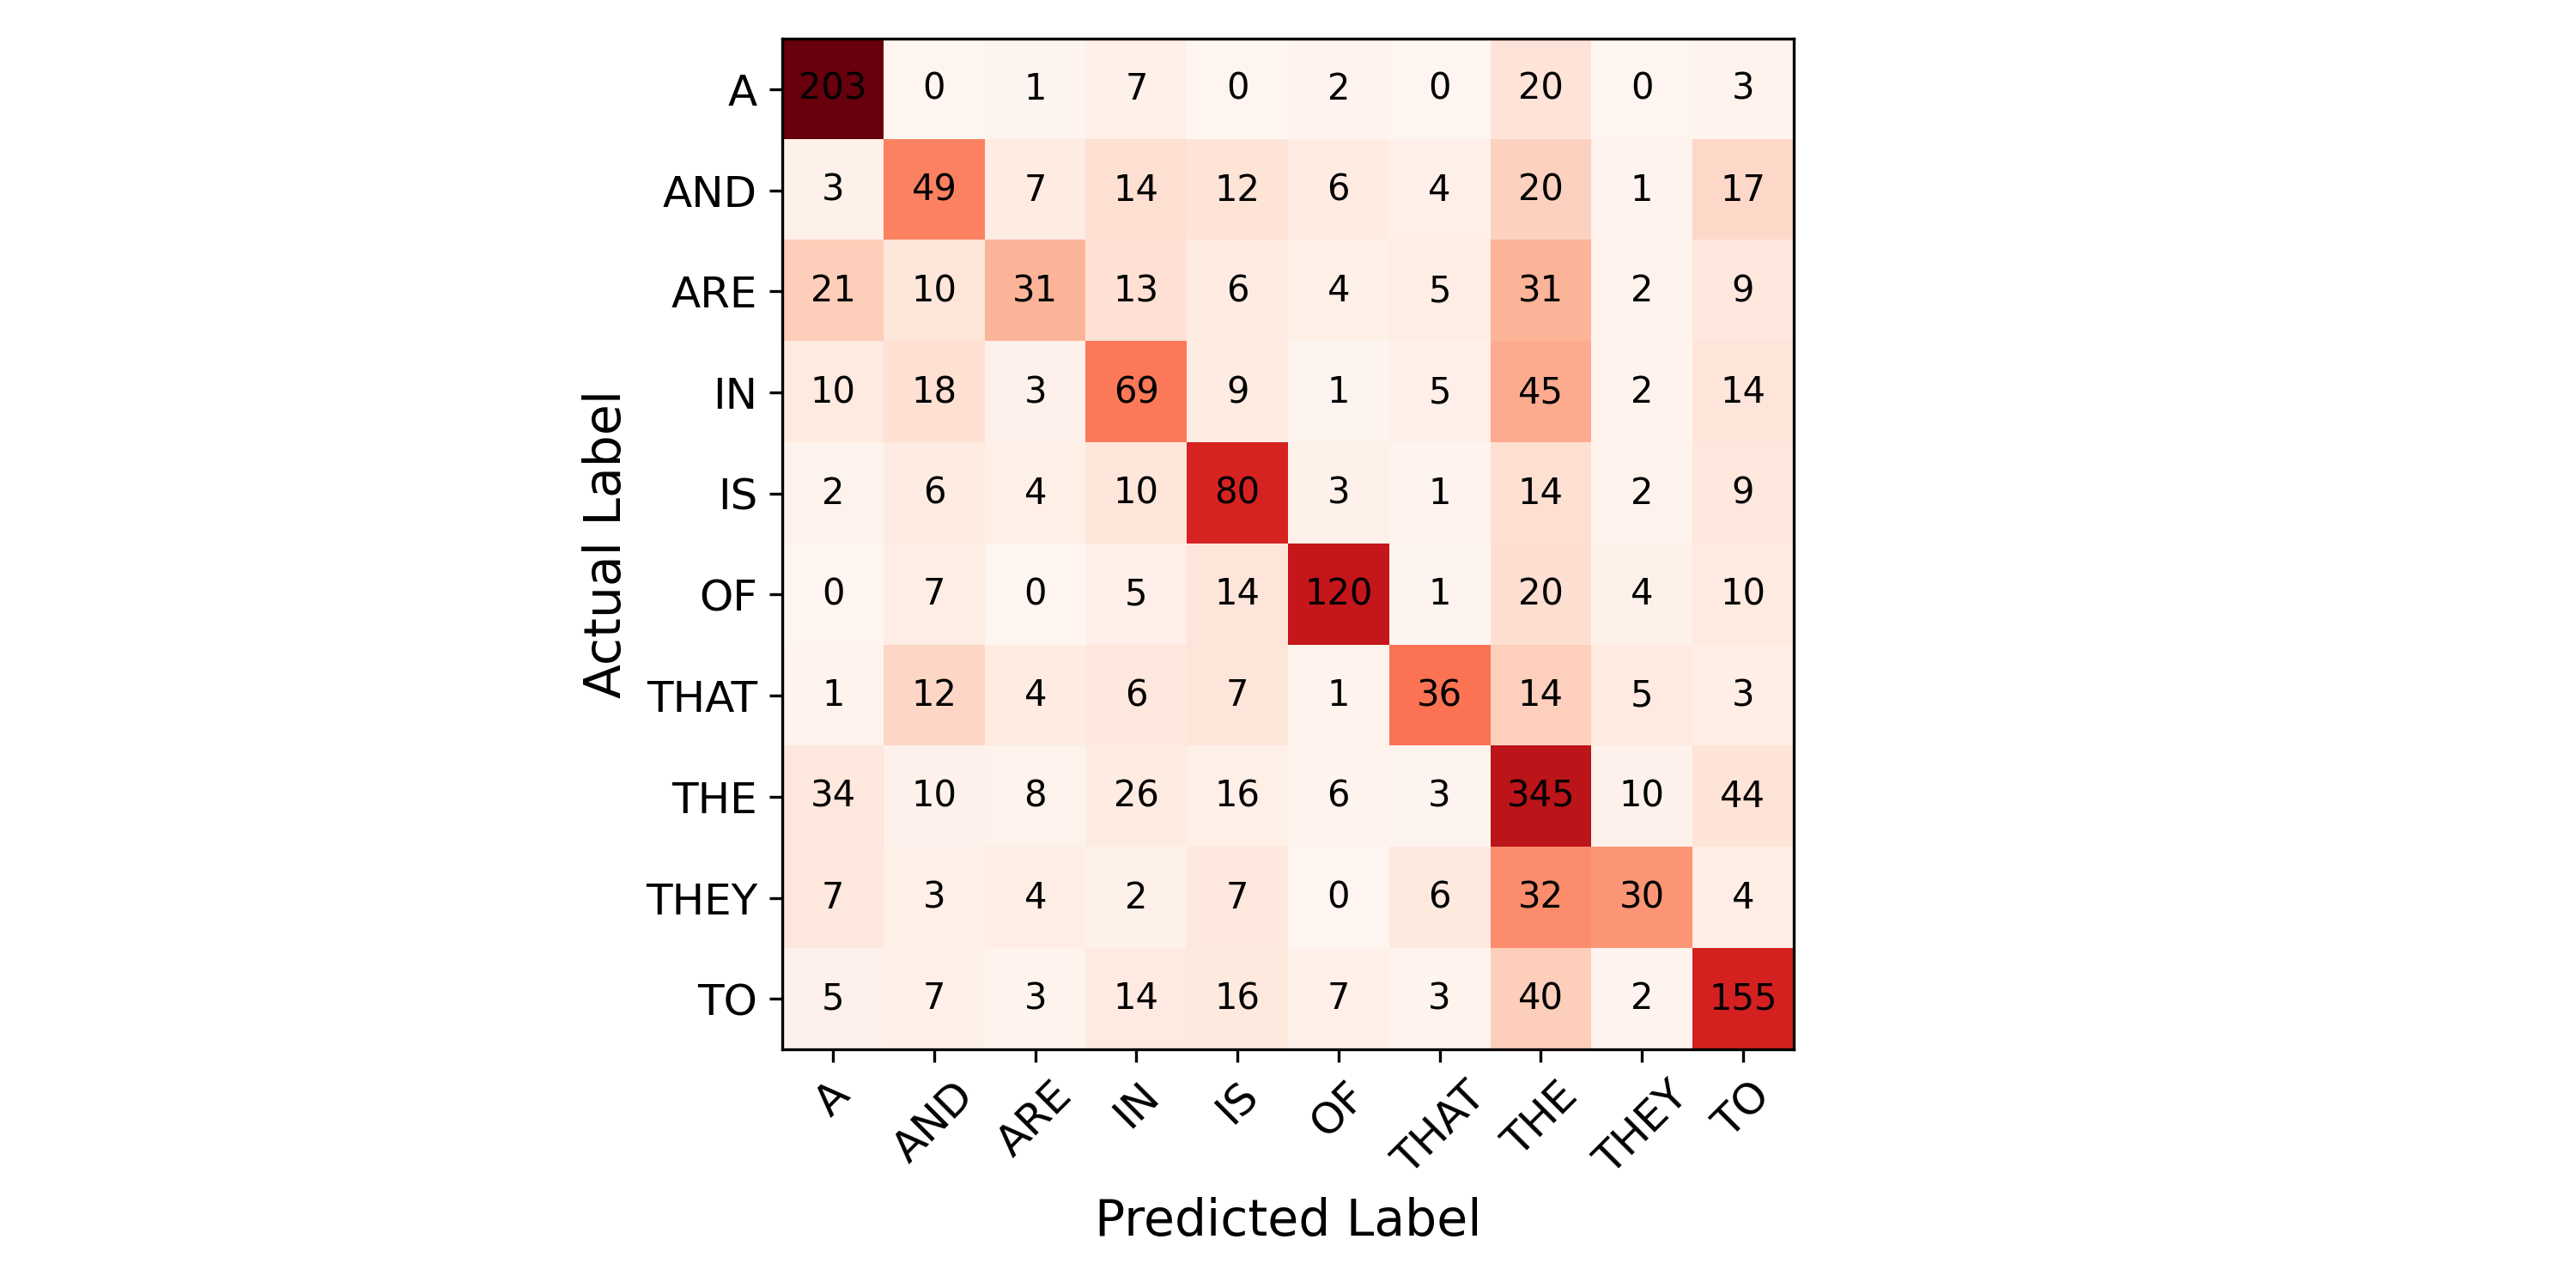 A 203 0 1 7 0 2 0 20 0 3
AND 3 49 7 14 12 6 4 20 1 17
ARE 21 10 31 13 6 4 5 31 2 9
IN 10 18 3 69 9 1 5 45 2 14
IS 2 6 4 10 80 3 1 14 2 9
OF 0 7 0 5 14 120 1 20 4 10
THAT 1 12 4 6 7 1 36 14 5 3
THE 34 10 8 26 16 6 3 345 10 44
THEY 7 3 4 2 7 0 6 32 30 4
TO 5 7 3 14 16 7 3 40 2 155
Actual Label
A AND ARE IN IS OF THAT THE THEY TO
Predicted Label